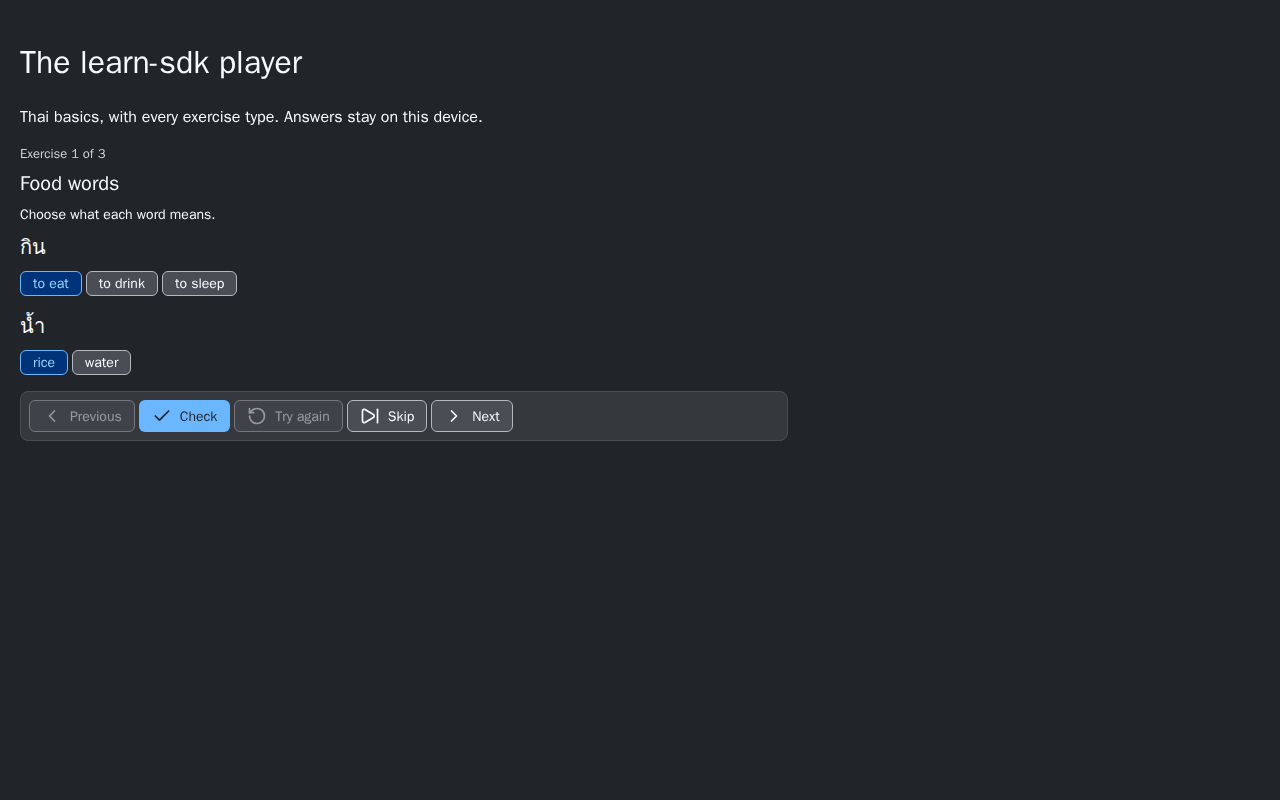 The learn-sdk player
Thai basics, with every exercise type. Answers stay on this device.
Exercise 1 of 3
Food words
Choose what each word means.
กิน
to eat to drink to sleep
น้ำ
rice water
Previous Check Try again Skip Next